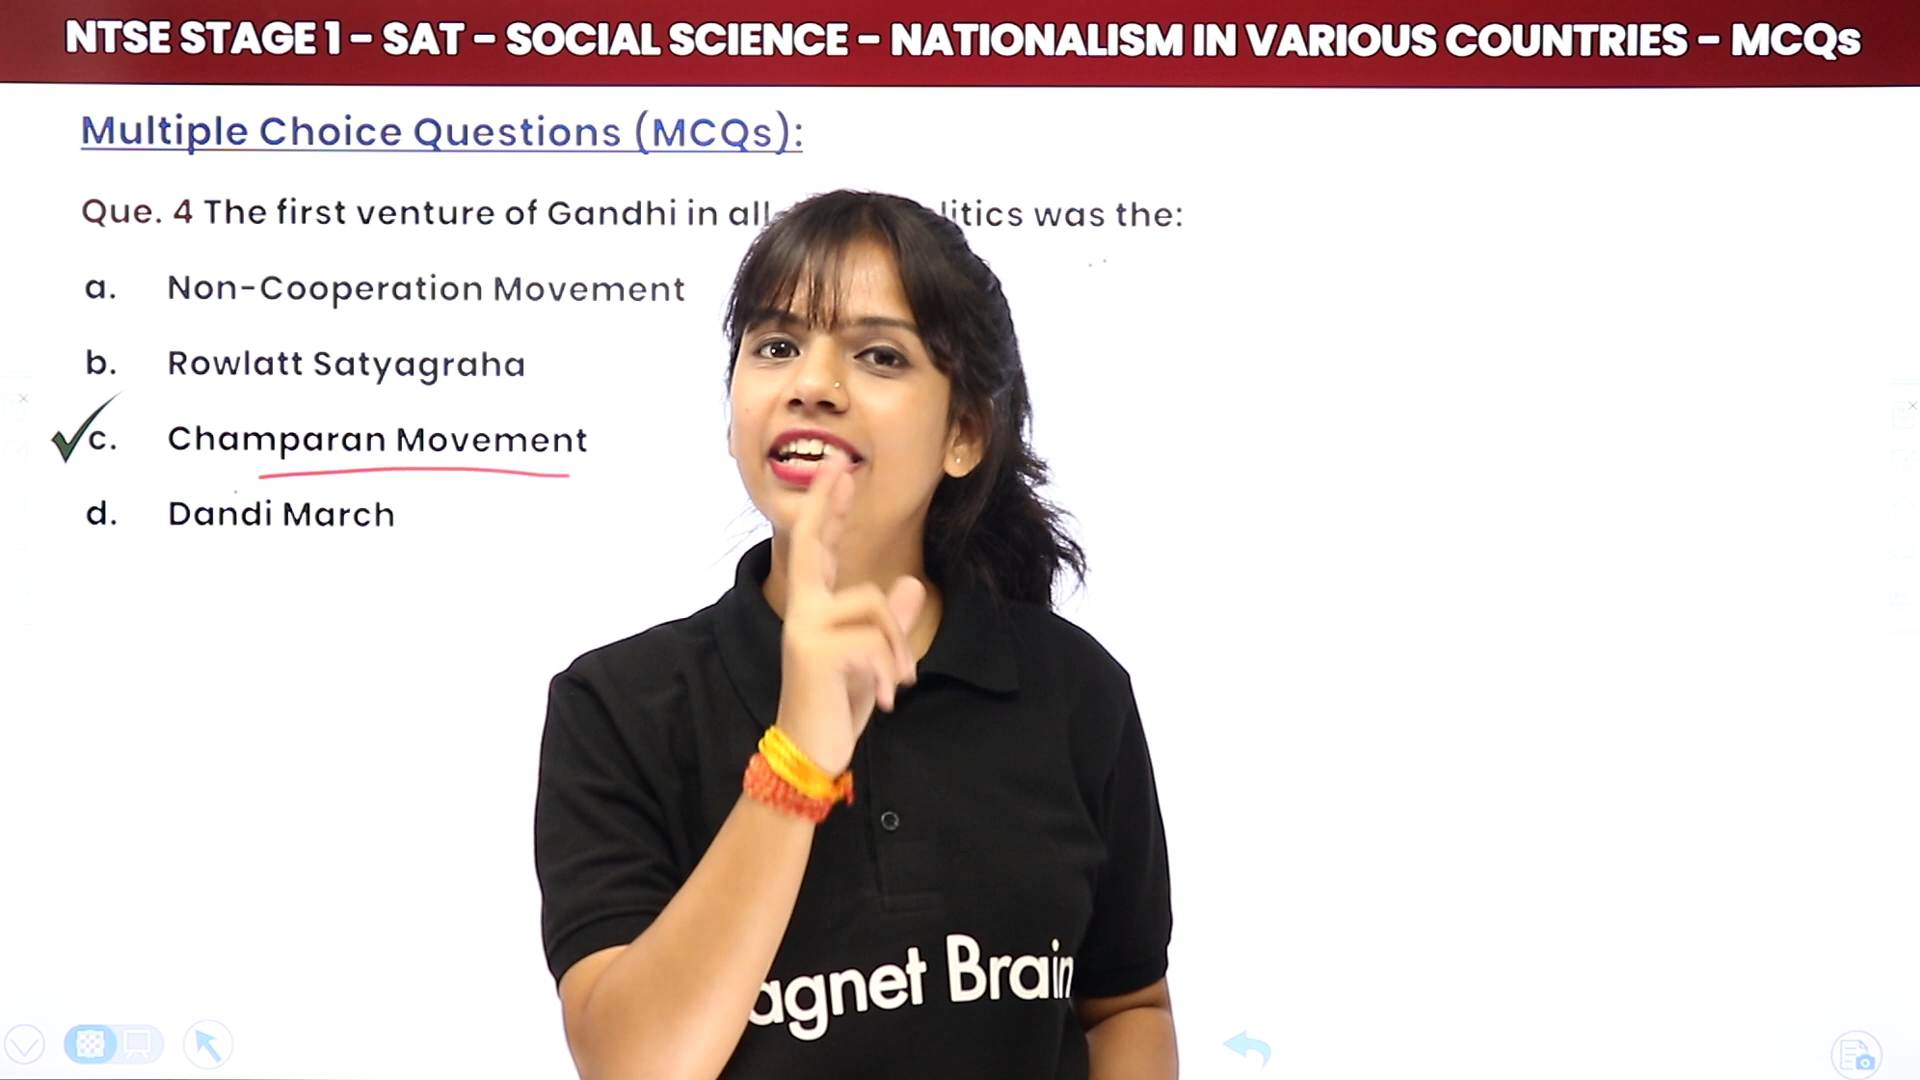 NTSE STAGE 1 - SAT - SOCIAL SCIENCE - NATIONALISM IN VARIOUS COUNTRIES - MCQs
Multiple Choice Questions (MCQs):
Que. 4 The first venture of Gandhi in all litics was the:
a. Non-Cooperation Movement
b. Rowlatt Satyagraha
c. Champaran Movement
d. Dandi March
agnet Brain